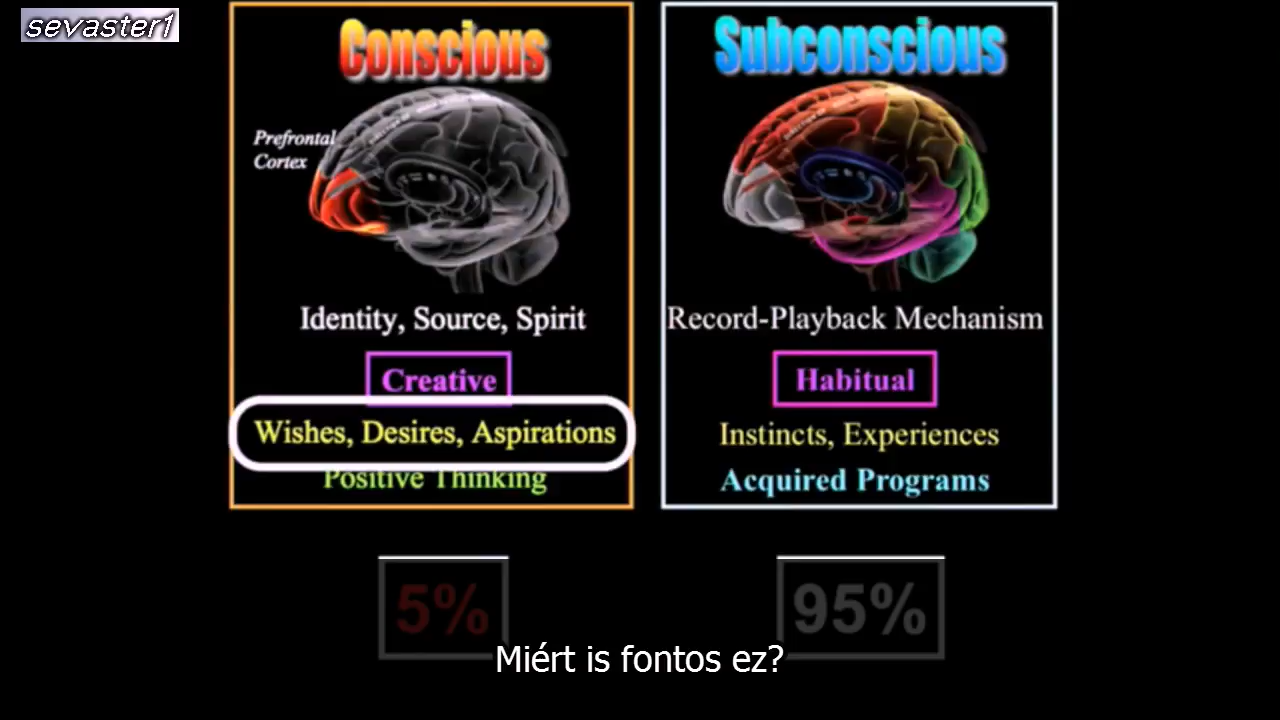 sevaster1
Conscious
Prefrontal
Cortex
Identity, Source, Spirit
Creative
Wishes, Desires, Aspirations
Positive Thinking
5%
Subconscious
Record-Playback Mechanism
Habitual
Instincts, Experiences
Acquired Programs
95%
Miért is fontos ez?